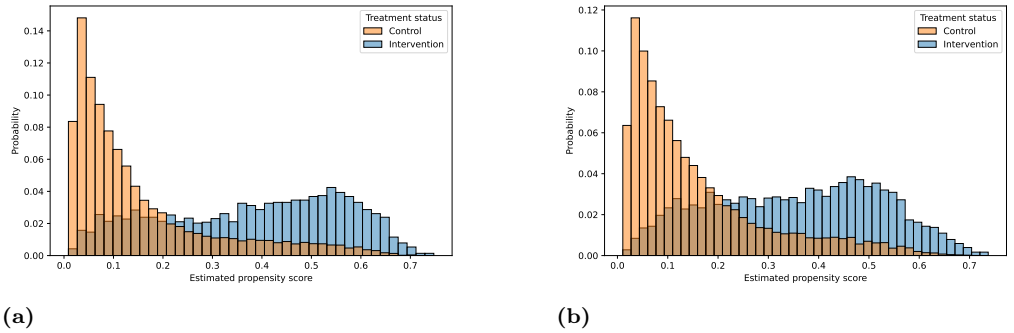 Treatment status
Control
Intervention
0.14
0.12
0.10
0.08
0.06
0.04
0.02
0.00
Probability
0.0 0.1 0.2 0.3 0.4 0.5 0.6 0.7
Estimated propensity score
(a)
Treatment status
Control
Intervention
0.12
0.10
0.08
0.06
0.04
0.02
0.00
Probability
0.0 0.1 0.2 0.3 0.4 0.5 0.6 0.7
Estimated propensity score
(b)